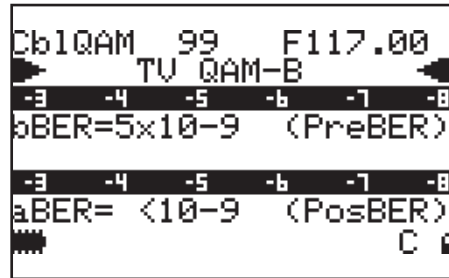 CblQAM 99 F117.00
TV QAM-B
-3 -4 -5 -6 -7 -8
bBER=5x10-9 (PreBER)
-3 -4 -5 -6 -7 -8
aBER= <10-9 (PosBER)
C